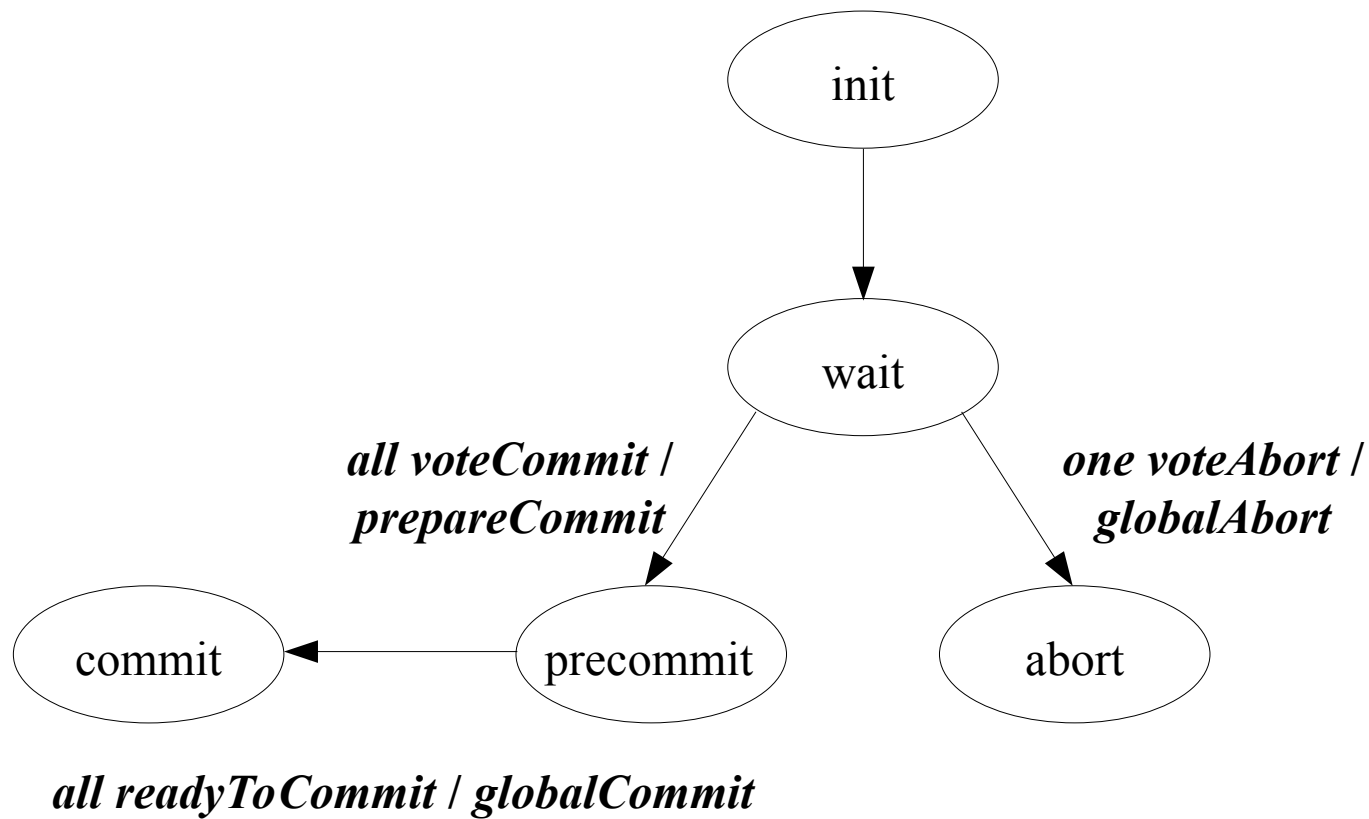 init
wait
all voteCommit /
prepareCommit
one voteAbort /
globalAbort
commit
precommit
abort
all readyToCommit / globalCommit